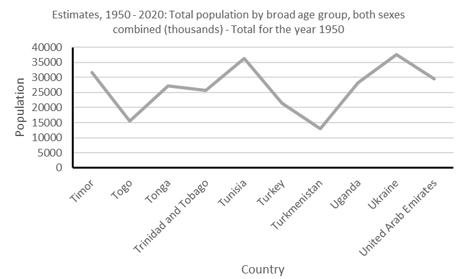 Estimates, 1950 - 2020: Total population by broad age group, both sexes
combined (thousands) - Total for the year 1950
40000
35000
30000
25000
20000
15000
10000
5000
0
Population
Timor
Togo
Tonga
Trinidad and Tobago
Tunisia
Turkey
Turkmenistan
Uganda
Ukraine
United Arab Emirates
Country